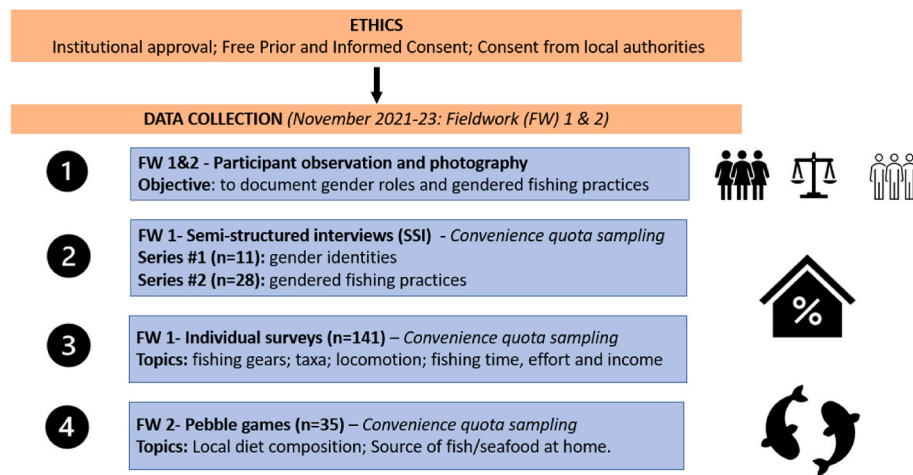 ETHICS
Institutional approval; Free Prior and Informed Consent; Consent from local authorities
DATA COLLECTION (November 2021-23: Fieldwork (FW) 1 & 2)
1
FW 1&2 - Participant observation and photography
Objective: to document gender roles and gendered fishing practices
2
FW 1- Semi-structured interviews (SSI) - Convenience quota sampling
Series #1 (n=11): gender identities
Series #2 (n=28): gendered fishing practices
%
3
FW 1- Individual surveys (n=141) – Convenience quota sampling
Topics: fishing gears; taxa; locomotion; fishing time, effort and income
4
FW 2- Pebble games (n=35) – Convenience quota sampling
Topics: Local diet composition; Source of fish/seafood at home.